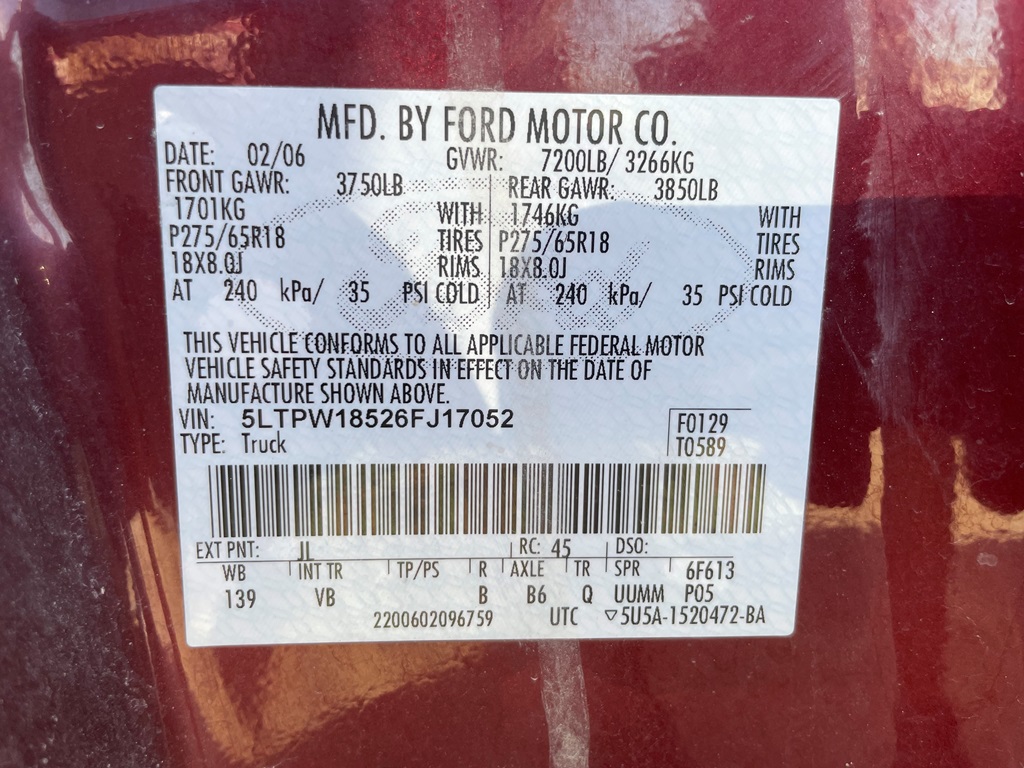 MFD. BY FORD MOTOR CO.
DATE: 02/06 GVWR: 7200LB/ 3266KG
FRONT GAWR: 3750LB REAR GAWR: 3850LB
1701KG WITH 1746KG WITH
P275/65R18 TIRES P275/65R18 TIRES
18X8.0J RIMS 18X8.0J RIMS
AT 240 kPa/ 35 PSI COLD AT 240 kPa/ 35 PSI COLD
THIS VEHICLE CONFORMS TO ALL APPLICABLE FEDERAL MOTOR
VEHICLE SAFETY STANDARDS IN EFFECT ON THE DATE OF
MANUFACTURE SHOWN ABOVE.
VIN: 5LTPW18526FJ17052 F0129
TYPE: Truck T0589
EXT PNT: JL RC: 45 DSO:
WB INT TR TP/PS R AXLE TR SPR 6F613
139 VB B B6 Q UUMM P05
2200602096759 UTC ▽5U5A-1520472-BA